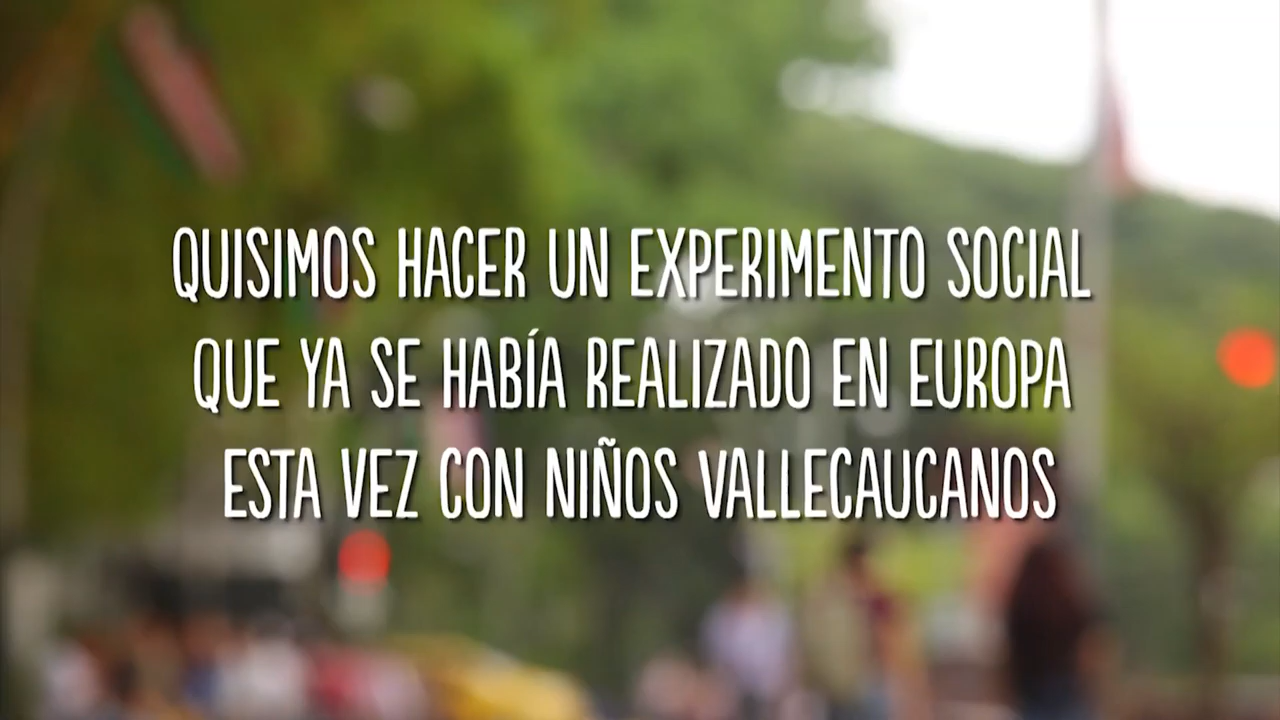 QUISIMOS HACER UN EXPERIMENTO SOCIAL
QUE YA SE HABÍA REALIZADO EN EUROPA
ESTA VEZ CON NIÑOS VALLECAUCANOS